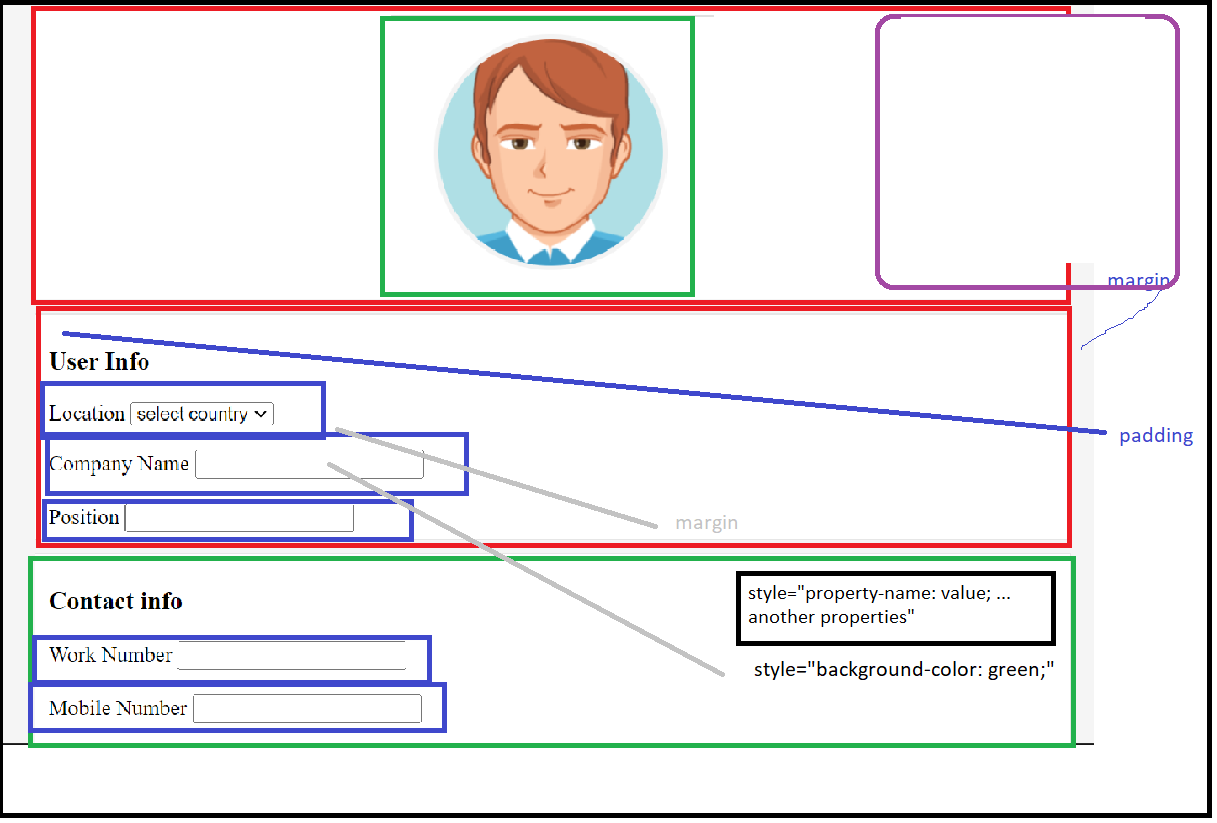 margin
User Info
Location select country
padding
Company Name
Position
margin
Contact info
style="property-name: value; ...
another properties"
Work Number
style="background-color: green;"
Mobile Number